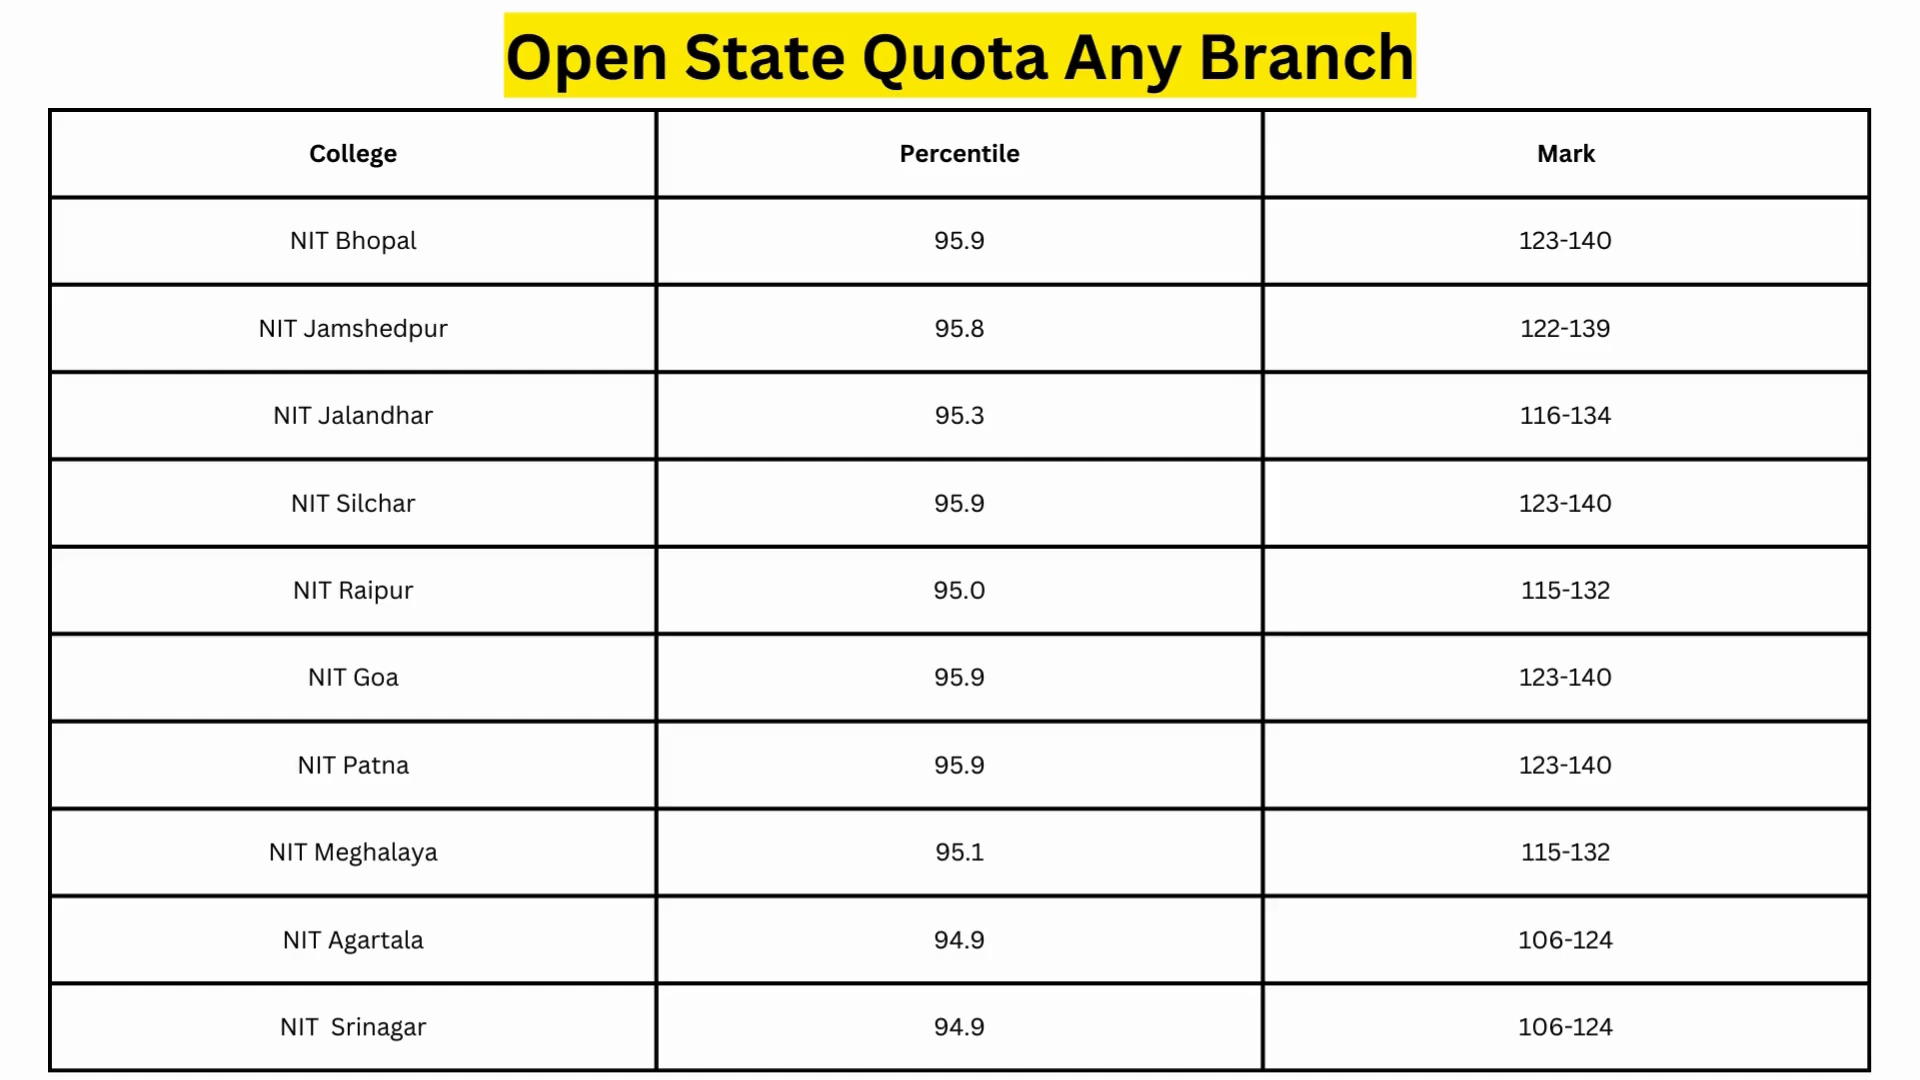 Open State Quota Any Branch
College Percentile Mark
NIT Bhopal 95.9 123-140
NIT Jamshedpur 95.8 122-139
NIT Jalandhar 95.3 116-134
NIT Silchar 95.9 123-140
NIT Raipur 95.0 115-132
NIT Goa 95.9 123-140
NIT Patna 95.9 123-140
NIT Meghalaya 95.1 115-132
NIT Agartala 94.9 106-124
NIT Srinagar 94.9 106-124